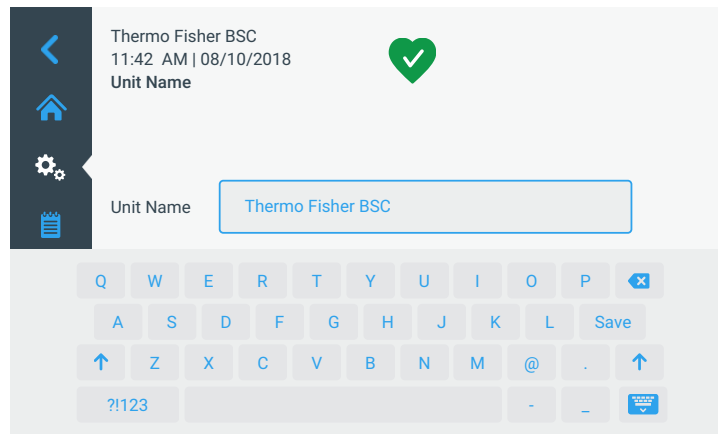 Thermo Fisher BSC
11:42 AM | 08/10/2018
Unit Name
Unit Name Thermo Fisher BSC
Q W E R T Y U I O P
A S D F G H J K L Save
Z X C V B N M @ .
?!123 - _